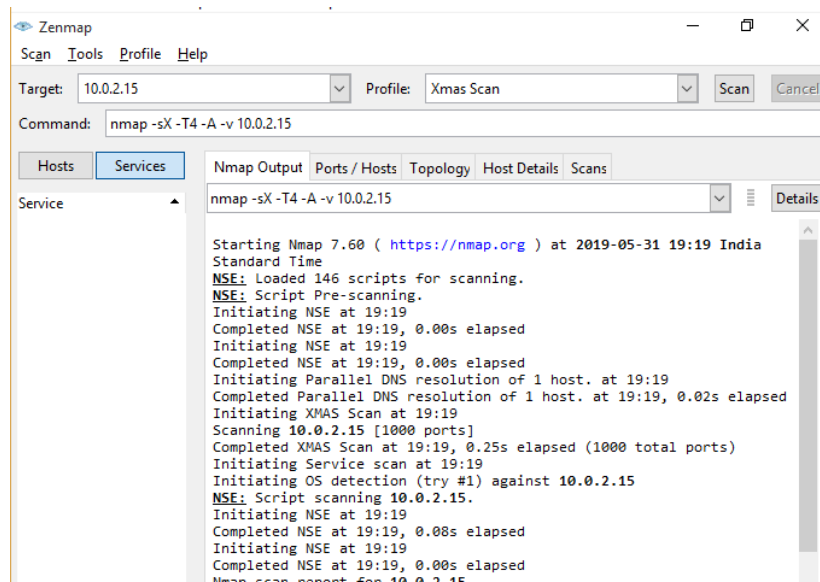 Zenmap
Scan Tools Profile Help
Target: 10.0.2.15 Profile: Xmas Scan Scan Cancel
Command: nmap -sX -T4 -A -v 10.0.2.15
Hosts Services Nmap Output Ports / Hosts Topology Host Details Scans
Service nmap -sX -T4 -A -v 10.0.2.15 Details
Starting Nmap 7.60 ( https://nmap.org ) at 2019-05-31 19:19 India
Standard Time
NSE: Loaded 146 scripts for scanning.
NSE: Script Pre-scanning.
Initiating NSE at 19:19
Completed NSE at 19:19, 0.00s elapsed
Initiating NSE at 19:19
Completed NSE at 19:19, 0.00s elapsed
Initiating Parallel DNS resolution of 1 host. at 19:19
Completed Parallel DNS resolution of 1 host. at 19:19, 0.02s elapsed
Initiating XMAS Scan at 19:19
Scanning 10.0.2.15 [1000 ports]
Completed XMAS Scan at 19:19, 0.25s elapsed (1000 total ports)
Initiating Service scan at 19:19
Initiating OS detection (try #1) against 10.0.2.15
NSE: Script scanning 10.0.2.15.
Initiating NSE at 19:19
Completed NSE at 19:19, 0.08s elapsed
Initiating NSE at 19:19
Completed NSE at 19:19, 0.00s elapsed
Nmap scan report for 10.0.2.15